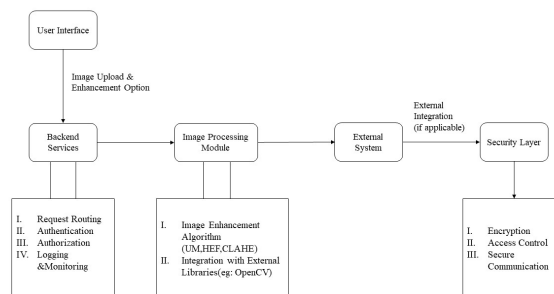 User Interface
Image Upload &
Enhancement Option
External
Integration
(if applicable)
Backend
Services
Image Processing
Module
External
System
Security Layer
I. Request Routing
II. Authentication
III. Authorization
IV. Logging
&Monitoring
I. Image Enhancement
Algorithm
(UM,HEF,CLAHE)
II. Integration with External
Libraries(eg: OpenCV)
I. Encryption
II. Access Control
III. Secure
Communication